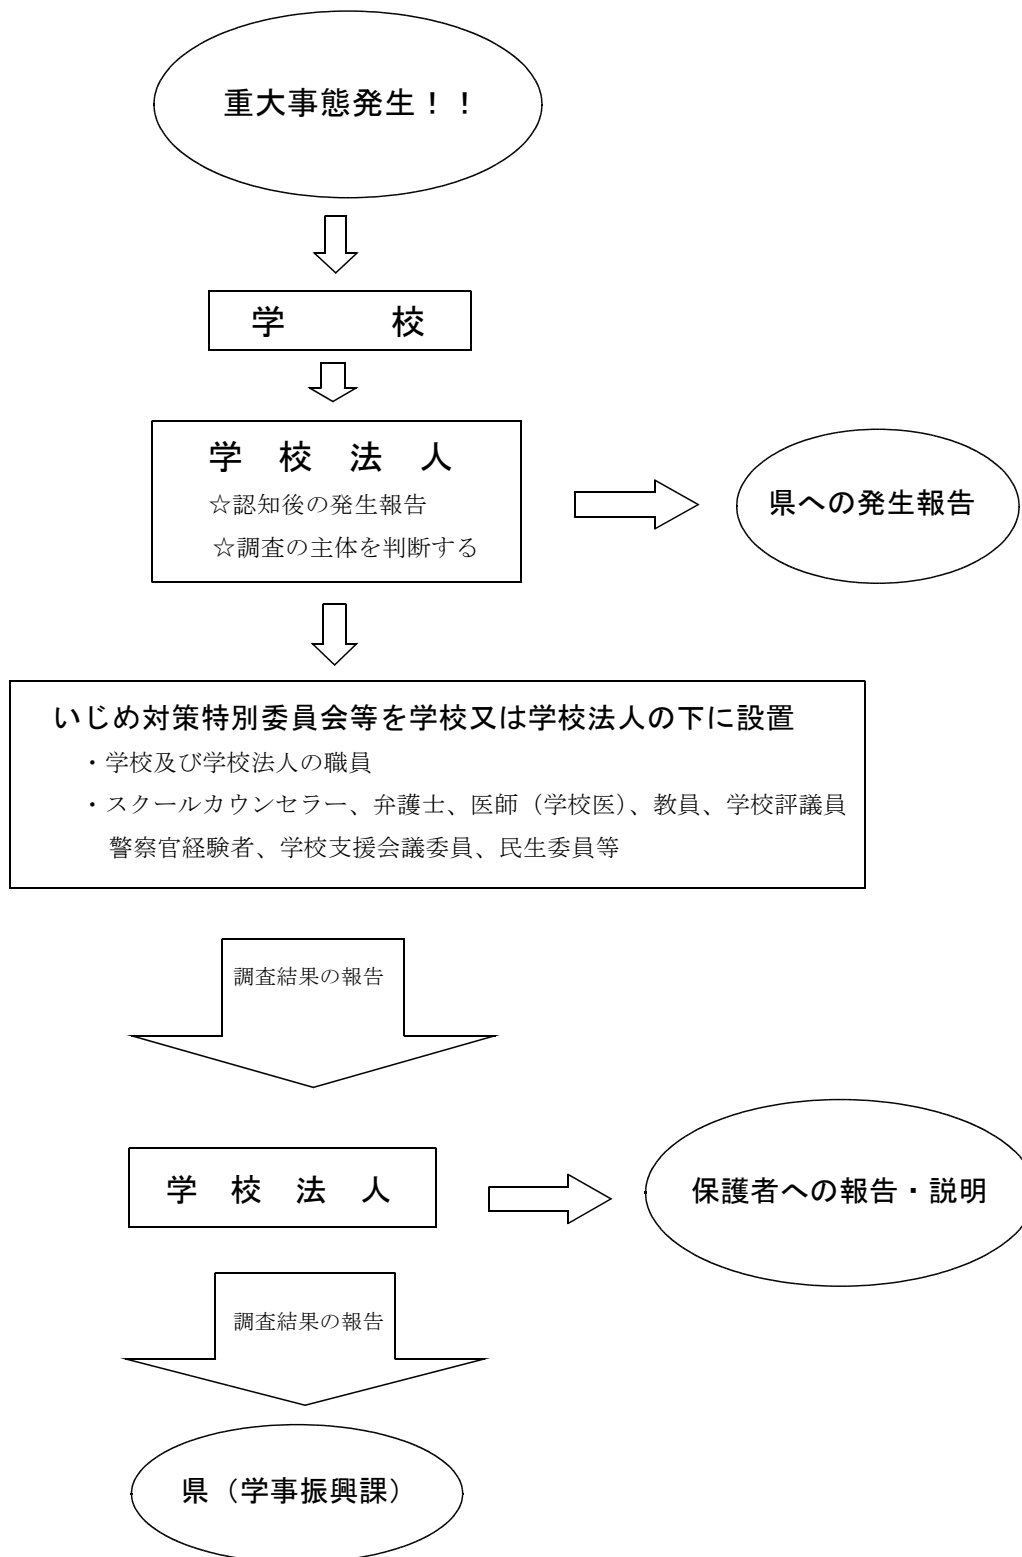 重大事態発生！！
学　　校
学　校　法　人
☆認知後の発生報告
☆調査の主体を判断する
県への発生報告
いじめ対策特別委員会等を学校又は学校法人の下に設置
・学校及び学校法人の職員
・スクールカウンセラー、弁護士、医師（学校医）、教員、学校評議員
警察官経験者、学校支援会議委員、民生委員等
調査結果の報告
学　校　法　人
保護者への報告・説明
調査結果の報告
県（学事振興課）